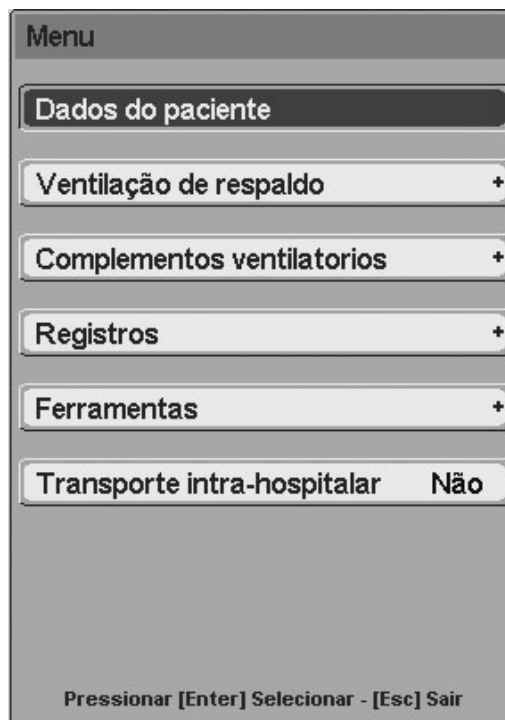 Menu
Dados do paciente
Ventilação de respaldo +
Complementos ventilatorios +
Registros +
Ferramentas +
Transporte intra-hospitalar Não
Pressionar [Enter] Selecionar - [Esc] Sair